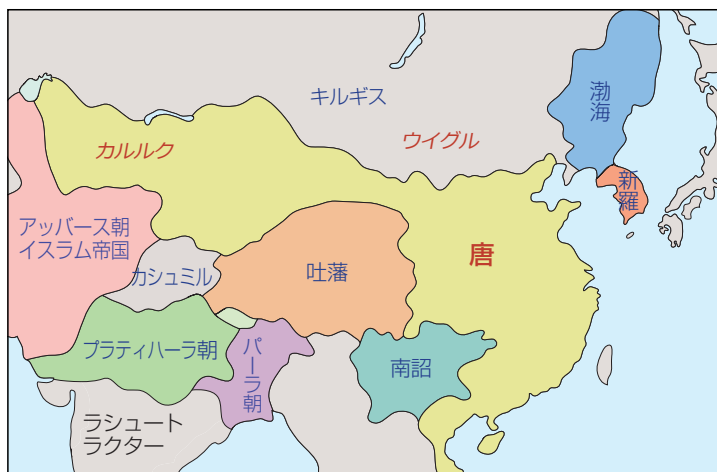 キルギス
渤海
ウイグル
カルルク
新羅
アッバース朝
イスラム帝国
唐
カシュミル
吐蕃
プラティハーラ朝
パーラ朝
南詔
ラシュート
ラクター